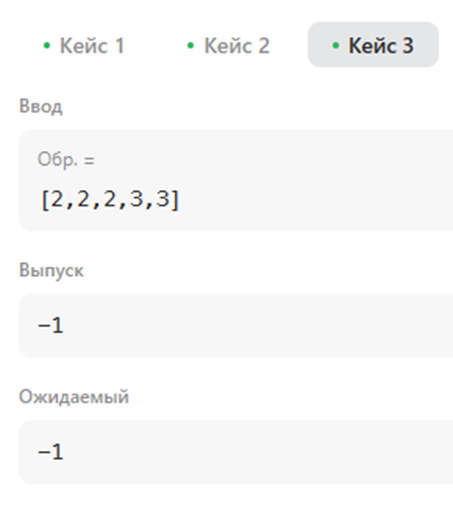 Кейс 1 Кейс 2 Кейс 3
Ввод
Обр. =
[2,2,2,3,3]
Выпуск
-1
Ожидаемый
-1